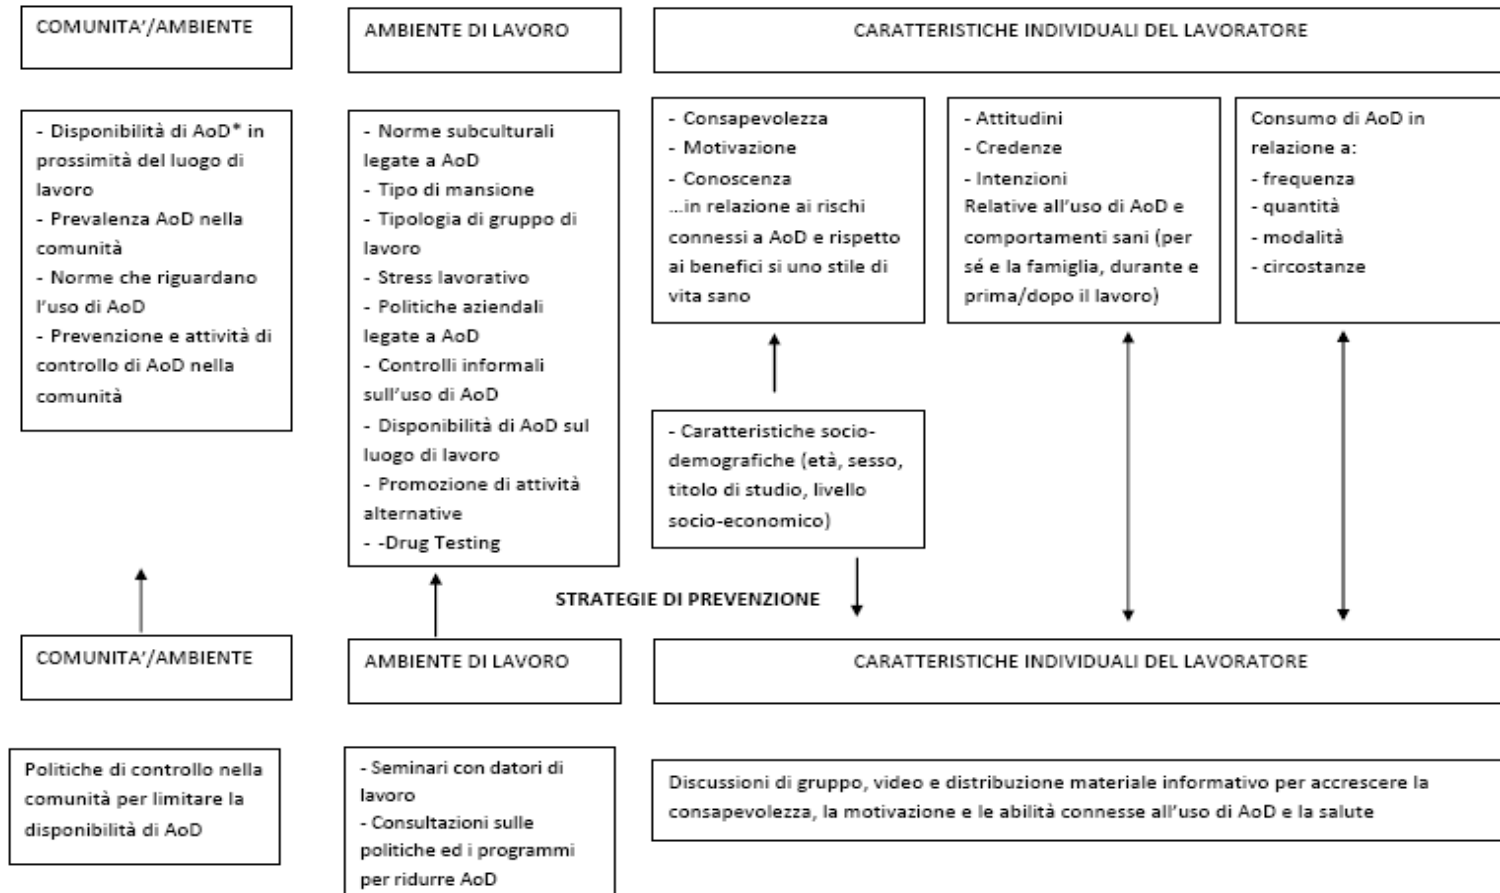 COMUNITA'/AMBIENTE
AMBIENTE DI LAVORO
CARATTERISTICHE INDIVIDUALI DEL LAVORATORE
- Disponibilità di AoD* in
prossimità del luogo di
lavoro
- Prevalenza AoD nella
comunità
- Norme che riguardano
l'uso di AoD
- Prevenzione e attività di
controllo di AoD nella
comunità
- Norme subculturali
legate a AoD
- Tipo di mansione
- Tipologia di gruppo di
lavoro
- Stress lavorativo
- Politiche aziendali
legate a AoD
- Controlli informali
sull'uso di AoD
- Disponibilità di AoD sul
luogo di lavoro
- Promozione di attività
alternative
- -Drug Testing
- Consapevolezza
- Motivazione
- Conoscenza
...in relazione ai rischi
connessi a AoD e rispetto
ai benefici si uno stile di
vita sano
- Attitudini
- Credenze
- Intenzioni
Relative all'uso di AoD e
comportamenti sani (per
sé e la famiglia, durante e
prima/dopo il lavoro)
Consumo di AoD in
relazione a:
- frequenza
- quantità
- modalità
- circostanze
- Caratteristiche socio-
demografiche (età, sesso,
titolo di studio, livello
socio-economico)
STRATEGIE DI PREVENZIONE
COMUNITA'/AMBIENTE
AMBIENTE DI LAVORO
CARATTERISTICHE INDIVIDUALI DEL LAVORATORE
Politiche di controllo nella
comunità per limitare la
disponibilità di AoD
- Seminari con datori di
lavoro
- Consultazioni sulle
politiche ed i programmi
per ridurre AoD
Discussioni di gruppo, video e distribuzione materiale informativo per accrescere la
consapevolezza, la motivazione e le abilità connesse all'uso di AoD e la salute